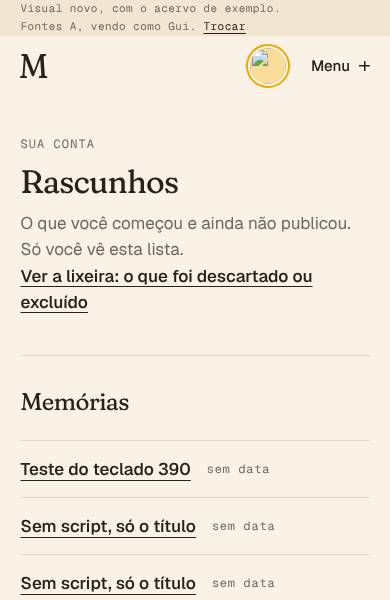 Visual novo, com o acervo de exemplo.
Fontes A, vendo como Gui. Trocar
M
Menu +
SUA CONTA
Rascunhos
O que você começou e ainda não publicou.
Só você vê esta lista.
Ver a lixeira: o que foi descartado ou
excluído
Memórias
Teste do teclado 390 sem data
Sem script, só o título sem data
Sem script, só o título sem data